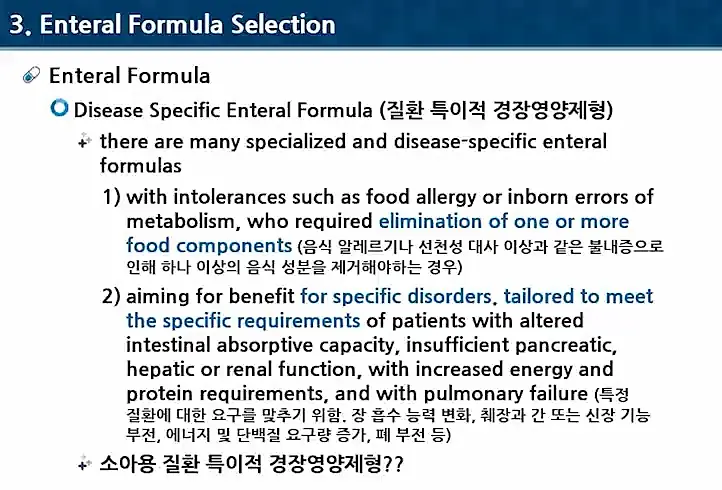 3. Enteral Formula Selection
Enteral Formula
Disease Specific Enteral Formula (질환 특이적 경장영양제형)
there are many specialized and disease-specific enteral
formulas
1) with intolerances such as food allergy or inborn errors of
metabolism, who required elimination of one or more
food components (음식 알레르기나 선천성 대사 이상과 같은 불내증으로
인해 하나 이상의 음식 성분을 제거해야하는 경우)
2) aiming for benefit for specific disorders, tailored to meet
the specific requirements of patients with altered
intestinal absorptive capacity, insufficient pancreatic,
hepatic or renal function, with increased energy and
protein requirements, and with pulmonary failure (특정
질환에 대한 요구를 맞추기 위함. 장 흡수 능력 변화, 췌장과 간 또는 신장 기능
부전, 에너지 및 단백질 요구량 증가, 폐 부전 등)
소아용 질환 특이적 경장영양제형??